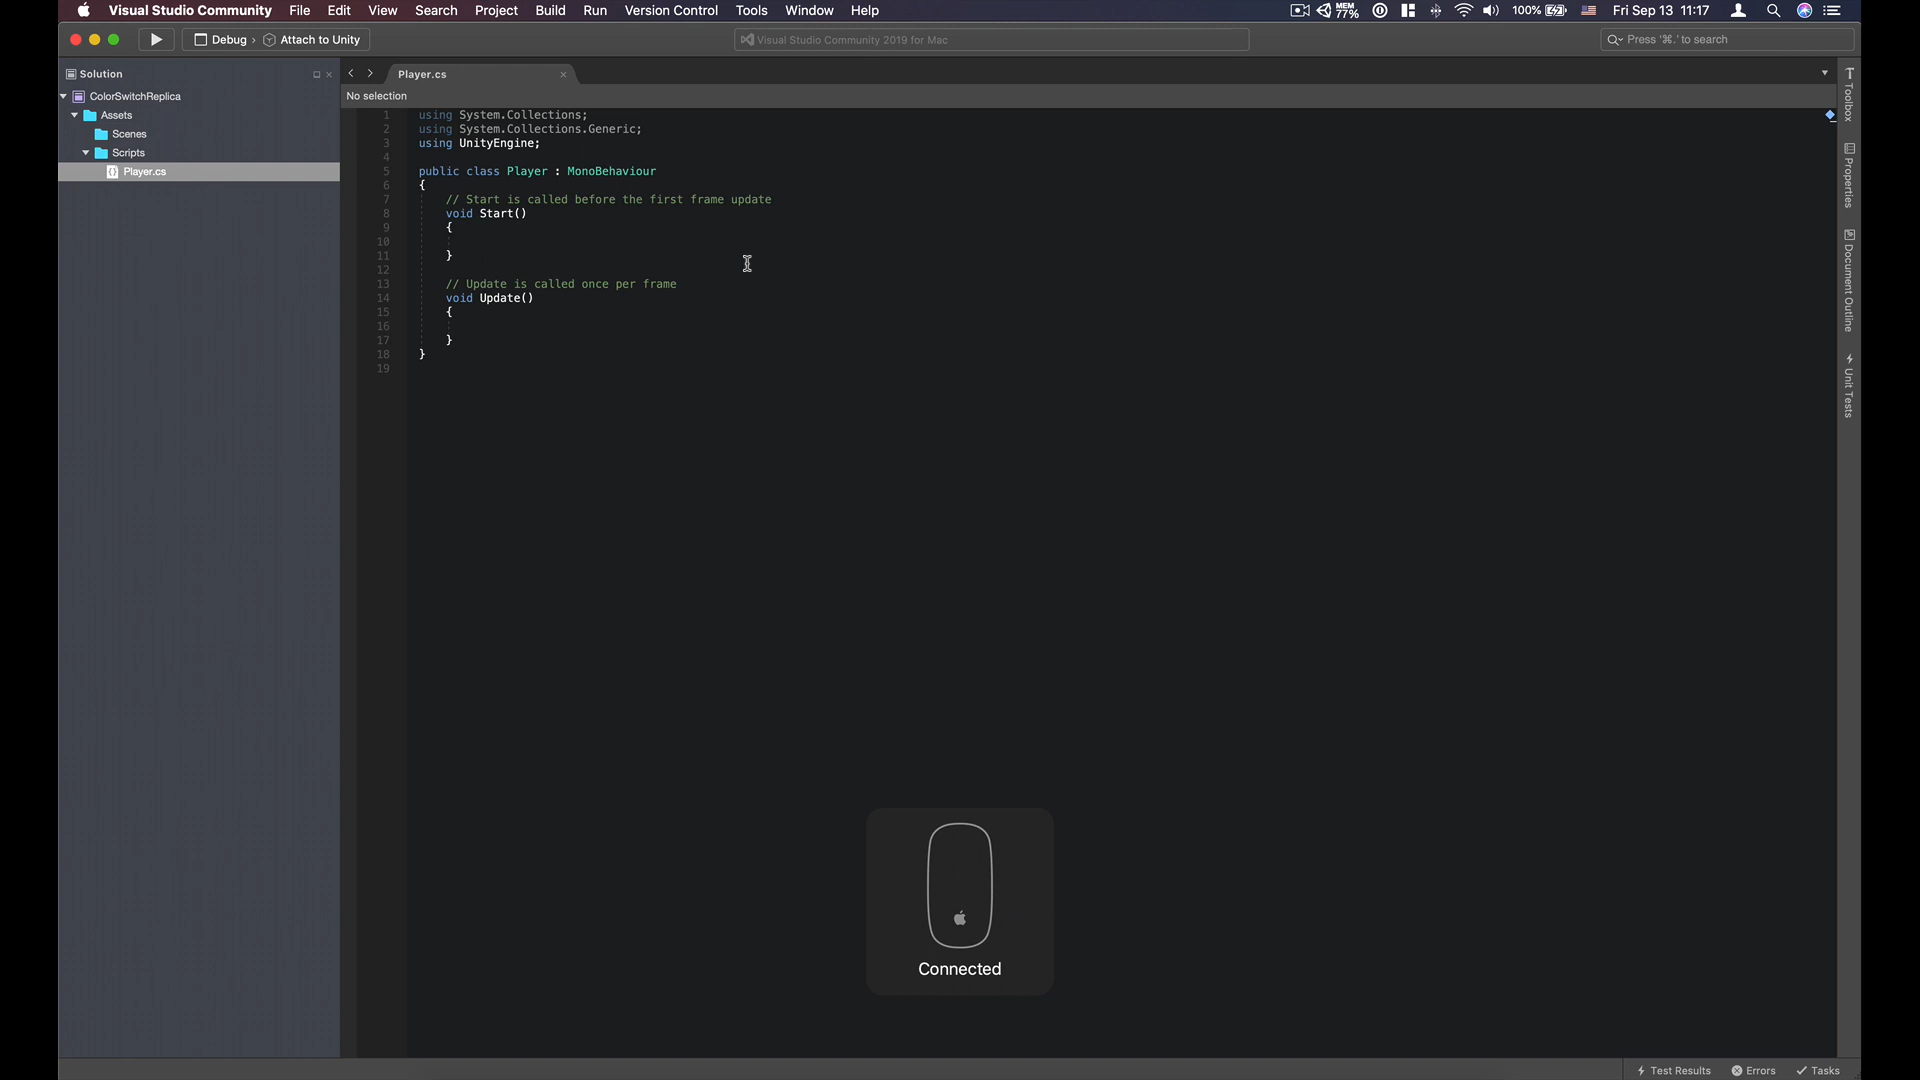 Visual Studio Community File Edit View Search Project Build Run Version Control Tools Window Help MEM 77% 100% Fri Sep 13 11:17
Debug › Attach to Unity Visual Studio Community 2019 for Mac Press '⌘.' to search
Solution
ColorSwitchReplica
Assets
Scenes
Scripts
Player.cs
Player.cs
No selection
1 using System.Collections;
2 using System.Collections.Generic;
3 using UnityEngine;
4
5 public class Player : MonoBehaviour
6 {
7 // Start is called before the first frame update
8 void Start()
9 {
10
11 }
12
13 // Update is called once per frame
14 void Update()
15 {
16
17 }
18 }
19
Toolbox
Properties
Document Outline
Unit Tests
Connected
Test Results Errors Tasks